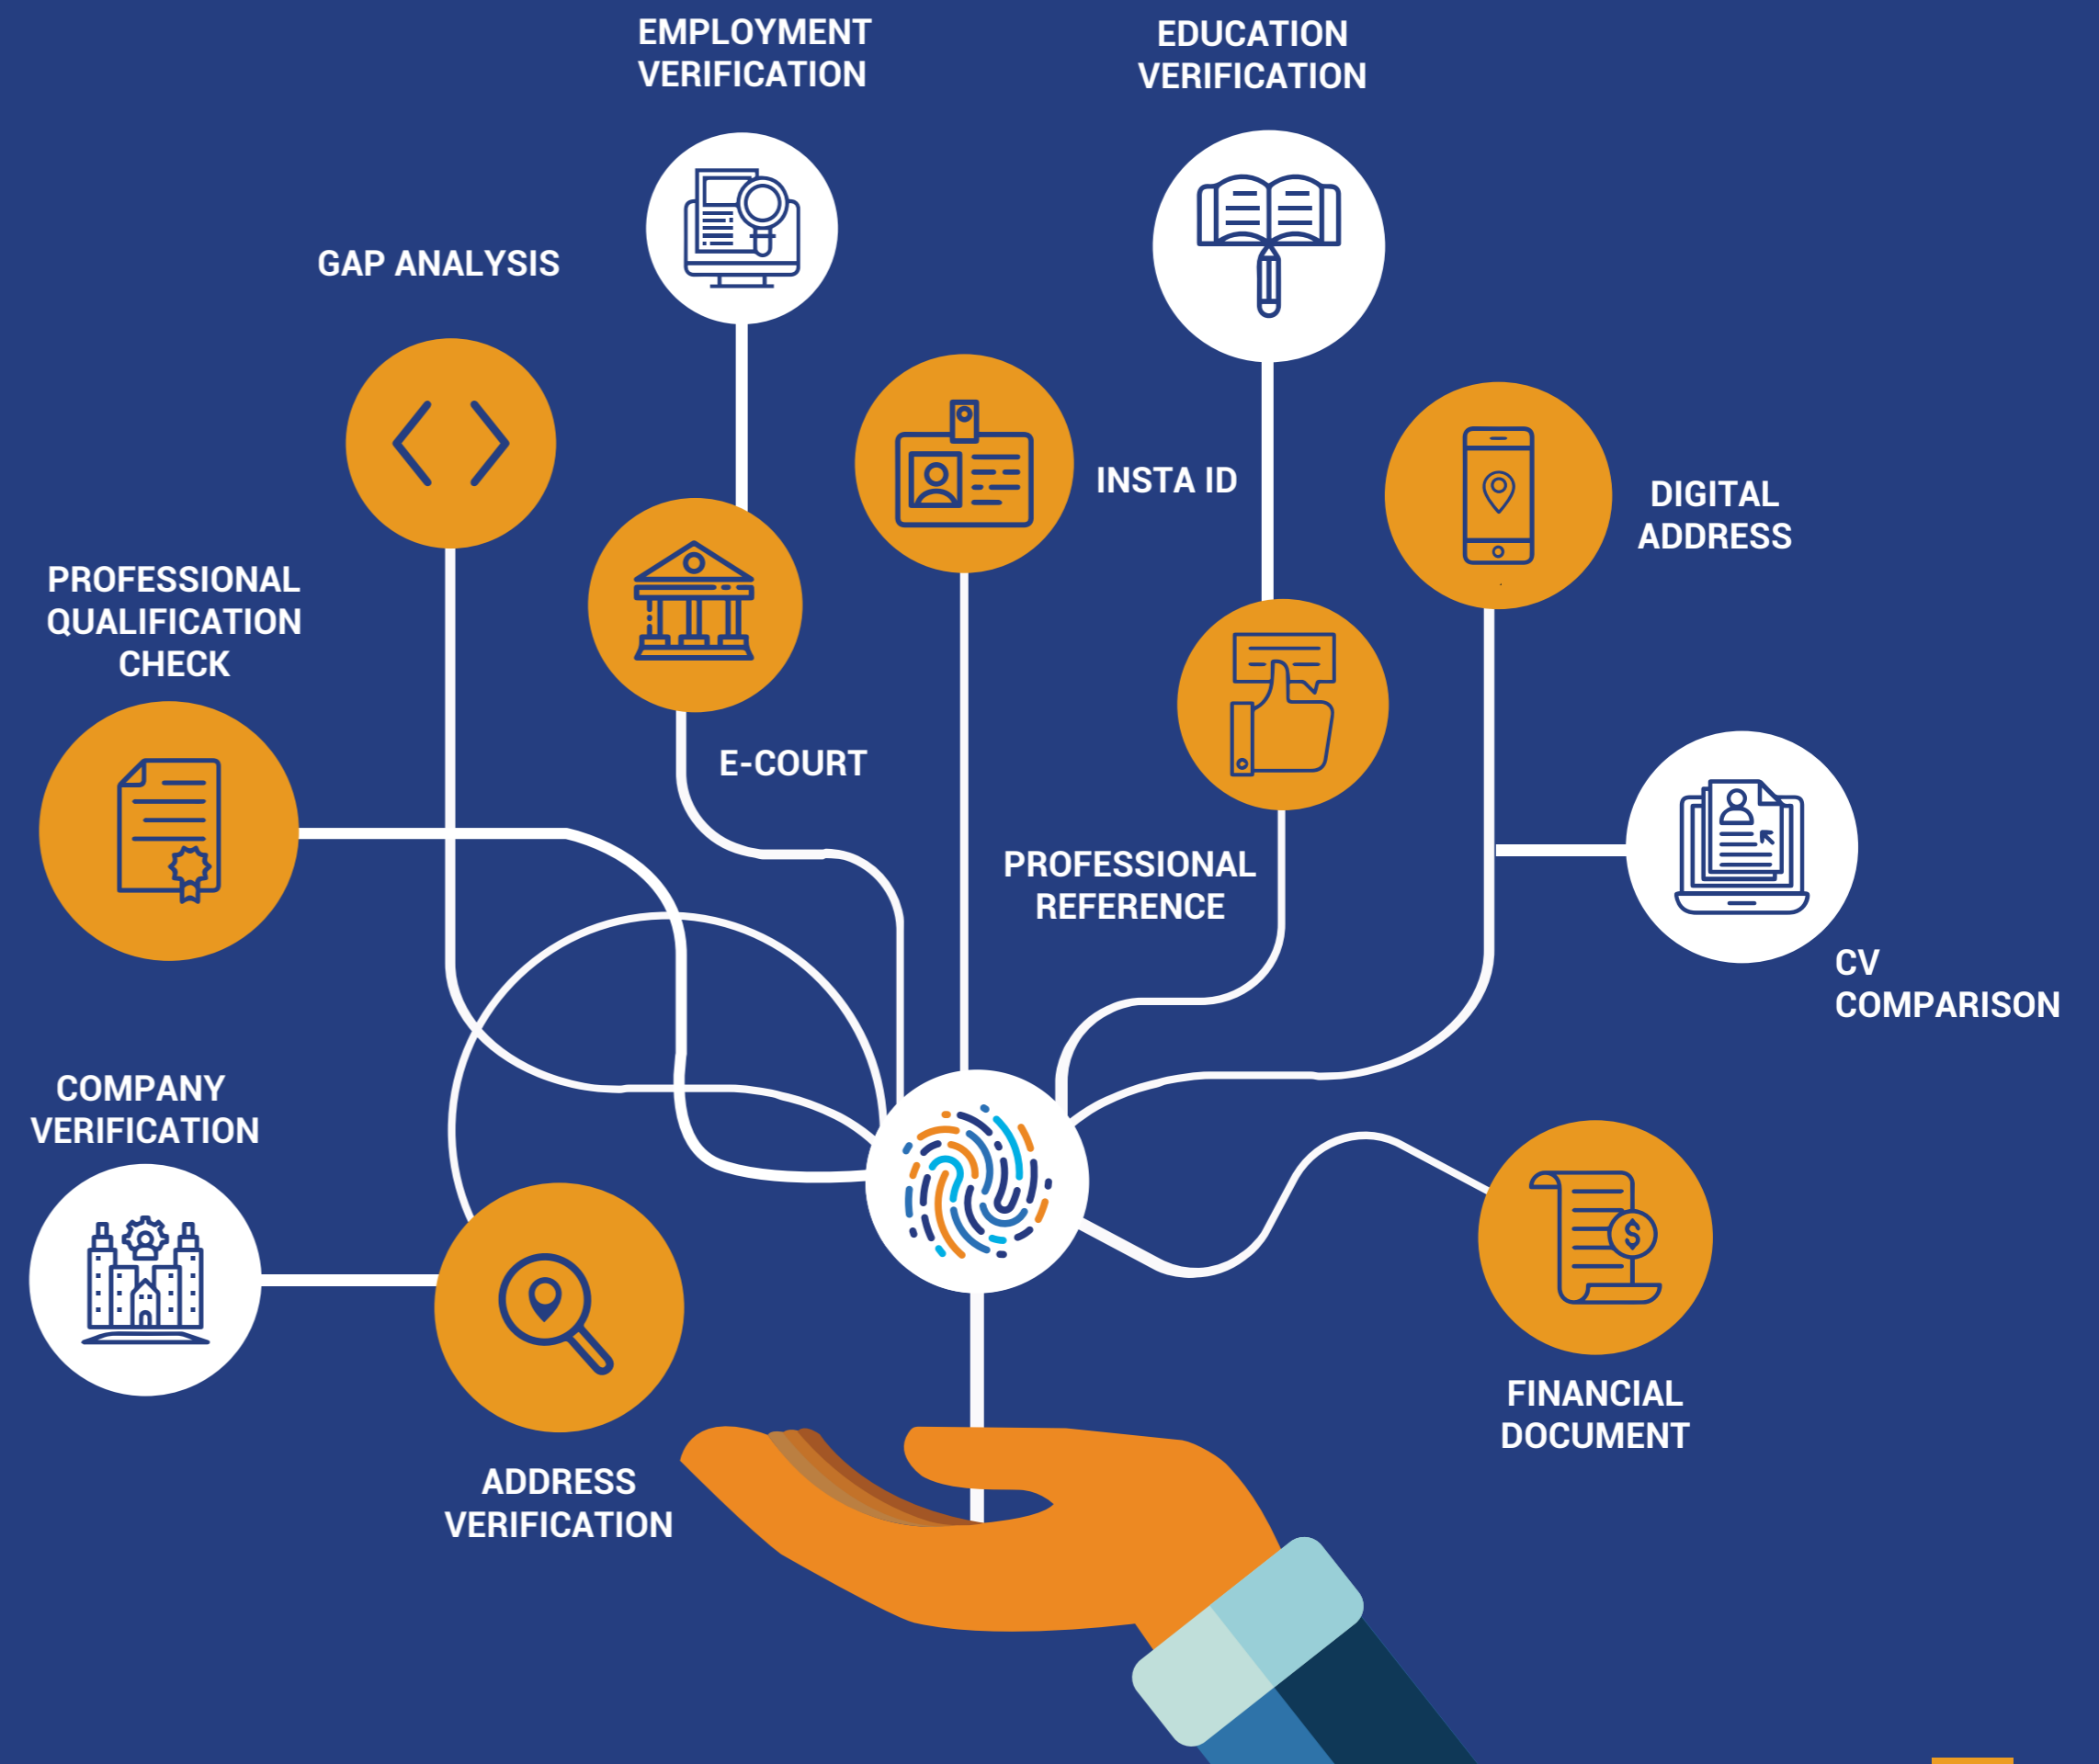 EMPLOYMENT
VERIFICATION
EDUCATION
VERIFICATION
GAP ANALYSIS
INSTA ID
DIGITAL
ADDRESS
PROFESSIONAL
QUALIFICATION
CHECK
E-COURT
PROFESSIONAL
REFERENCE
CV
COMPARISON
COMPANY
VERIFICATION
$
FINANCIAL
DOCUMENT
ADDRESS
VERIFICATION